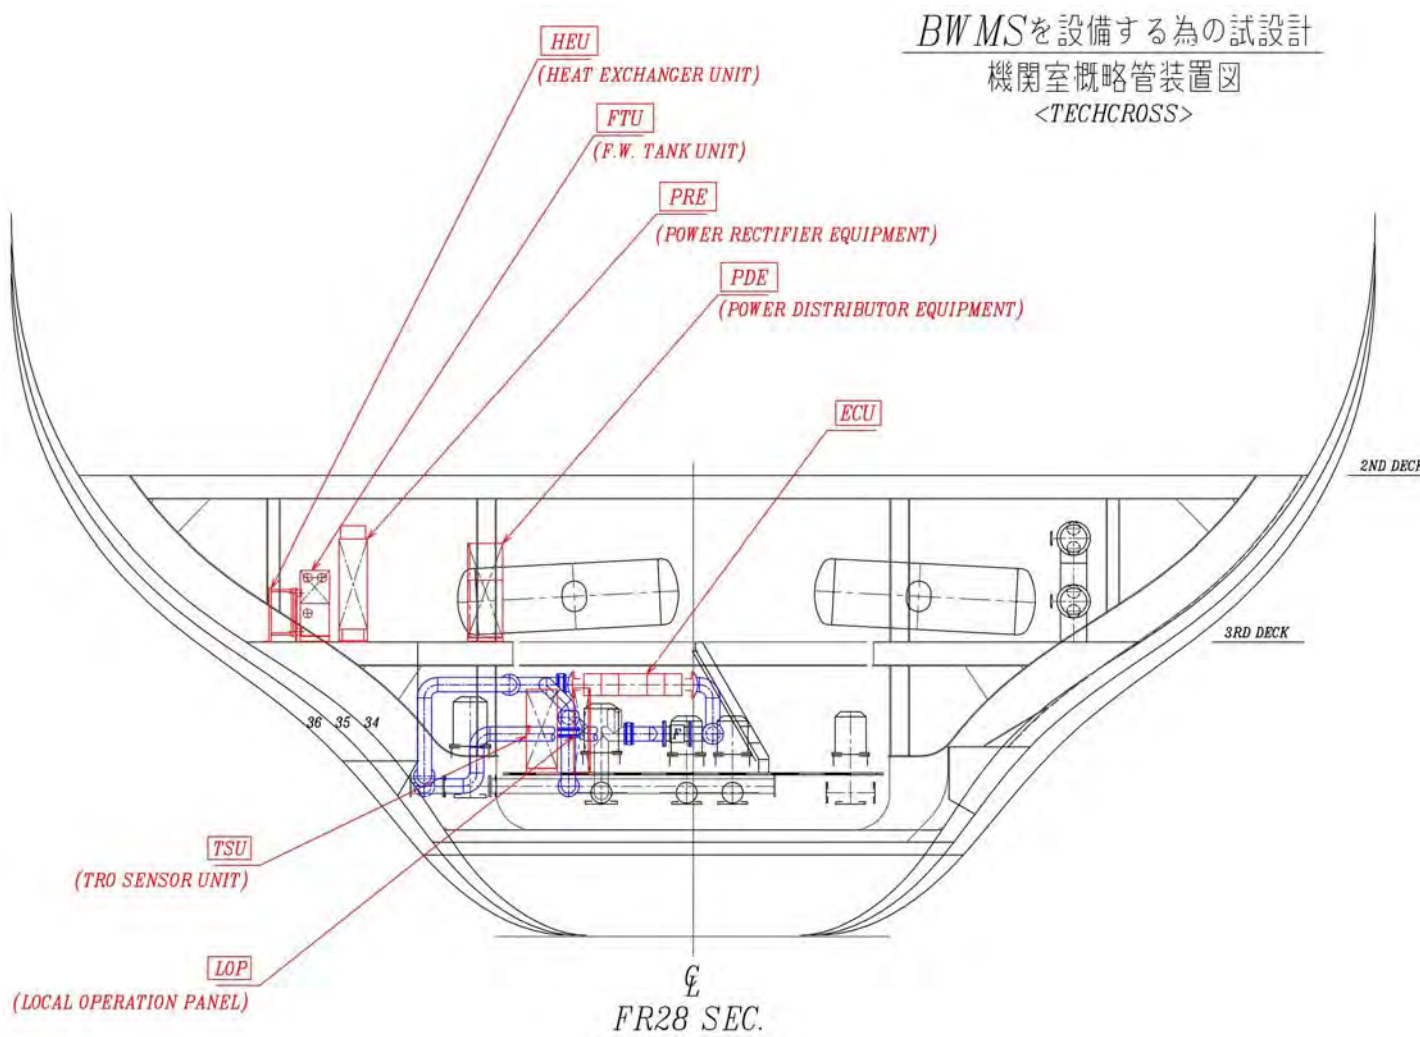 BWMSを設備する為の試設計
機関室概略管装置図
<TECHCROSS>
HEU
(HEAT EXCHANGER UNIT)
FTU
(F.W. TANK UNIT)
PRE
(POWER RECTIFIER EQUIPMENT)
PDE
(POWER DISTRIBUTOR EQUIPMENT)
ECU
2ND DECK
3RD DECK
36 35 34
F
TSU
(TRO SENSOR UNIT)
LOP
(LOCAL OPERATION PANEL)
℄
FR28 SEC.